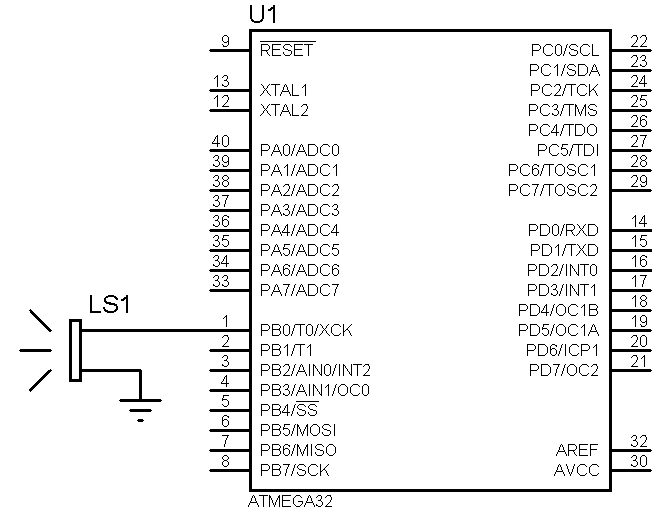 U1
9 RESET
13 XTAL1
12 XTAL2
40 PA0/ADC0
39 PA1/ADC1
38 PA2/ADC2
37 PA3/ADC3
36 PA4/ADC4
35 PA5/ADC5
34 PA6/ADC6
33 PA7/ADC7
LS1
1 PB0/T0/XCK
2 PB1/T1
3 PB2/AIN0/INT2
4 PB3/AIN1/OC0
5 PB4/SS
6 PB5/MOSI
7 PB6/MISO
8 PB7/SCK
PC0/SCL 22
PC1/SDA 23
PC2/TCK 24
PC3/TMS 25
PC4/TDO 26
PC5/TDI 27
PC6/TOSC1 28
PC7/TOSC2 29
PD0/RXD 14
PD1/TXD 15
PD2/INT0 16
PD3/INT1 17
PD4/OC1B 18
PD5/OC1A 19
PD6/ICP1 20
PD7/OC2 21
AREF 32
AVCC 30
ATMEGA32